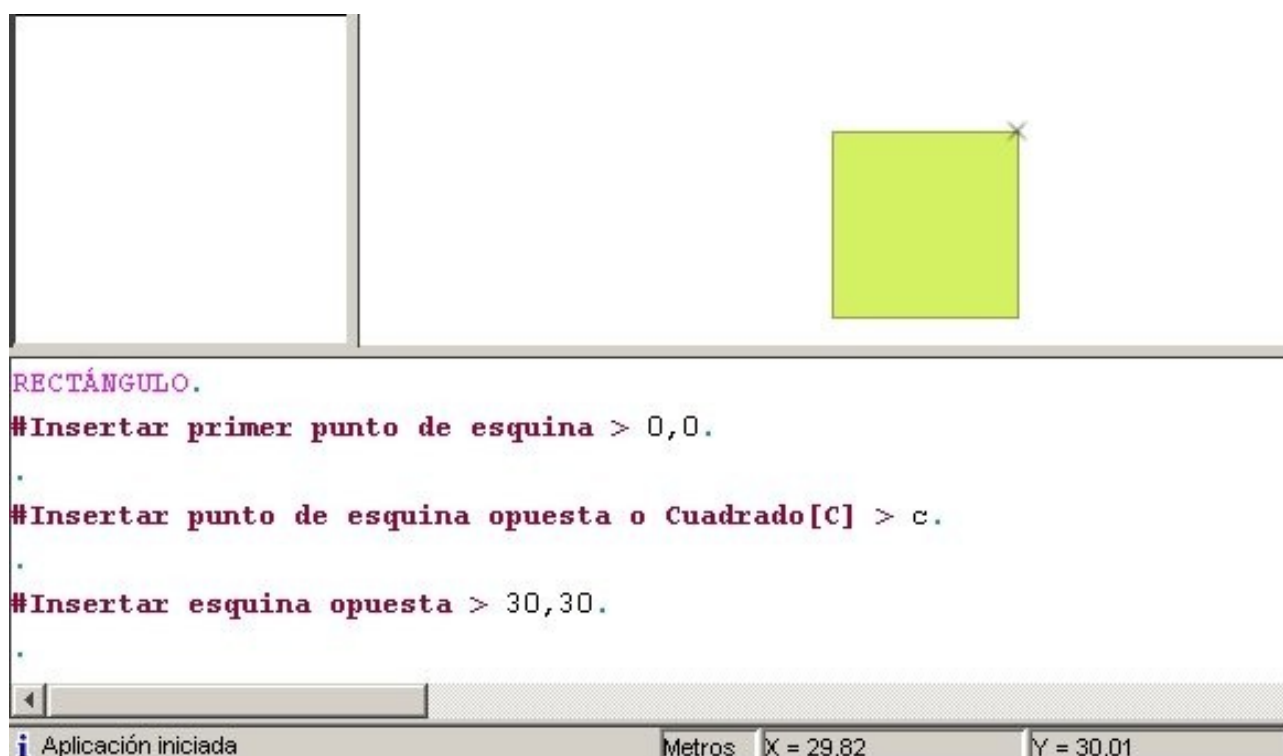 RECTÁNGULO.
#Insertar primer punto de esquina > 0,0.
.
#Insertar punto de esquina opuesta o Cuadrado[C] > c.
.
#Insertar esquina opuesta > 30,30.
.
i Aplicación iniciada Metros X = 29.82 Y = 30.01